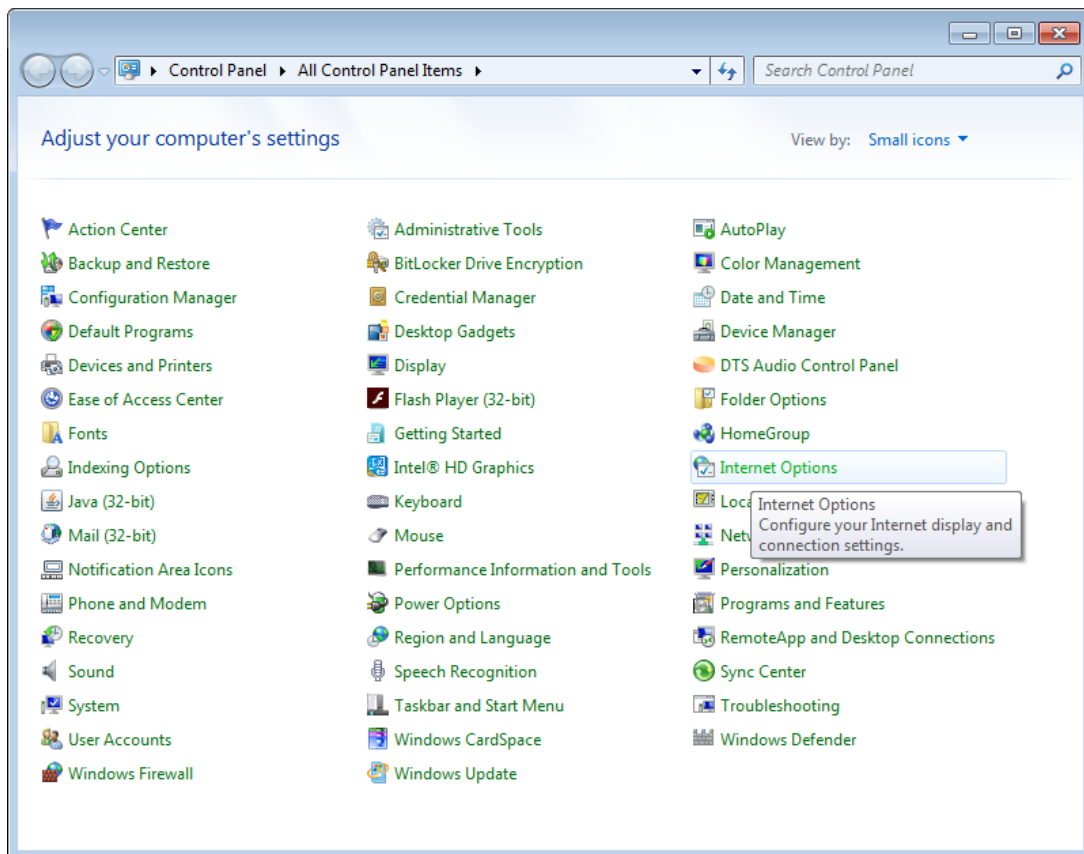 Control Panel All Control Panel Items Search Control Panel
Adjust your computer's settings View by: Small icons
Action Center Administrative Tools AutoPlay
Backup and Restore BitLocker Drive Encryption Color Management
Configuration Manager Credential Manager Date and Time
Default Programs Desktop Gadgets Device Manager
Devices and Printers Display DTS Audio Control Panel
Ease of Access Center Flash Player (32-bit) Folder Options
Fonts Getting Started HomeGroup
Indexing Options Intel® HD Graphics Internet Options
Java (32-bit) Keyboard Loca Internet Options
Configure your Internet display and
Mail (32-bit) Mouse Net connection settings.
Notification Area Icons Performance Information and Tools Personalization
Phone and Modem Power Options Programs and Features
Recovery Region and Language RemoteApp and Desktop Connections
Sound Speech Recognition Sync Center
System Taskbar and Start Menu Troubleshooting
User Accounts Windows CardSpace Windows Defender
Windows Firewall Windows Update